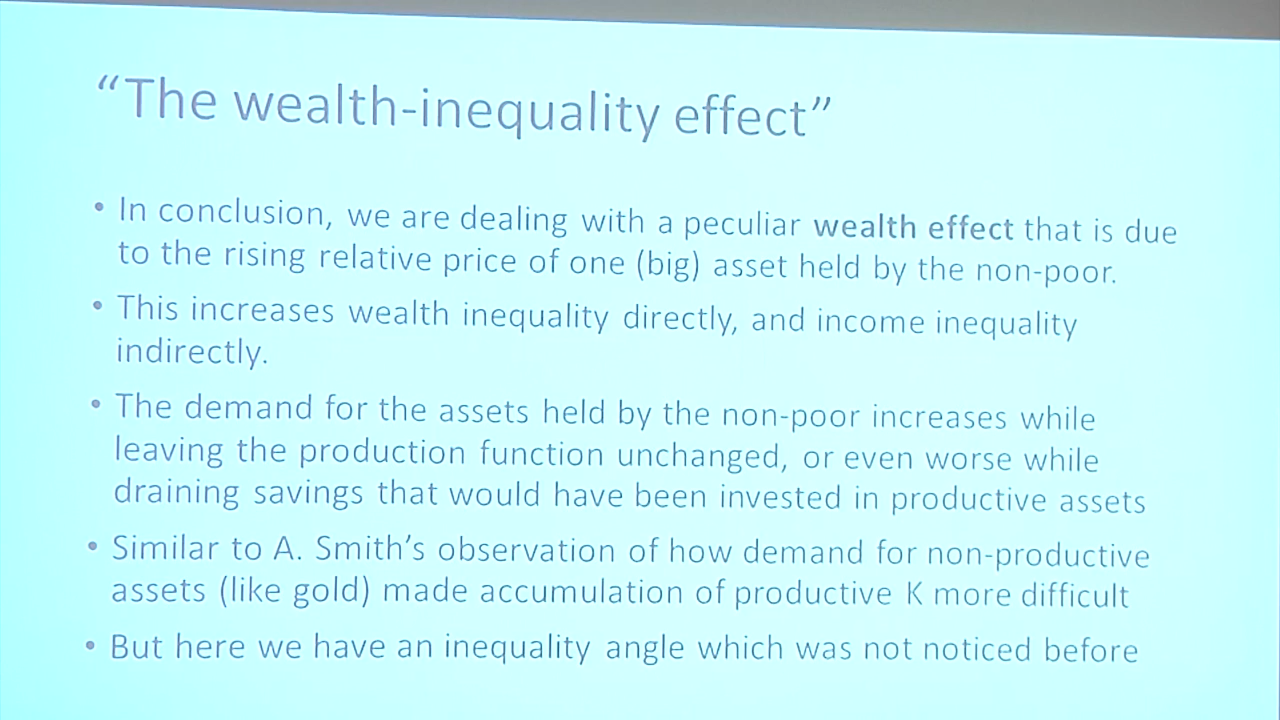 “The wealth-inequality effect”
• In conclusion, we are dealing with a peculiar wealth effect that is due
to the rising relative price of one (big) asset held by the non-poor.
• This increases wealth inequality directly, and income inequality
indirectly.
• The demand for the assets held by the non-poor increases while
leaving the production function unchanged, or even worse while
draining savings that would have been invested in productive assets
• Similar to A. Smith’s observation of how demand for non-productive
assets (like gold) made accumulation of productive K more difficult
• But here we have an inequality angle which was not noticed before